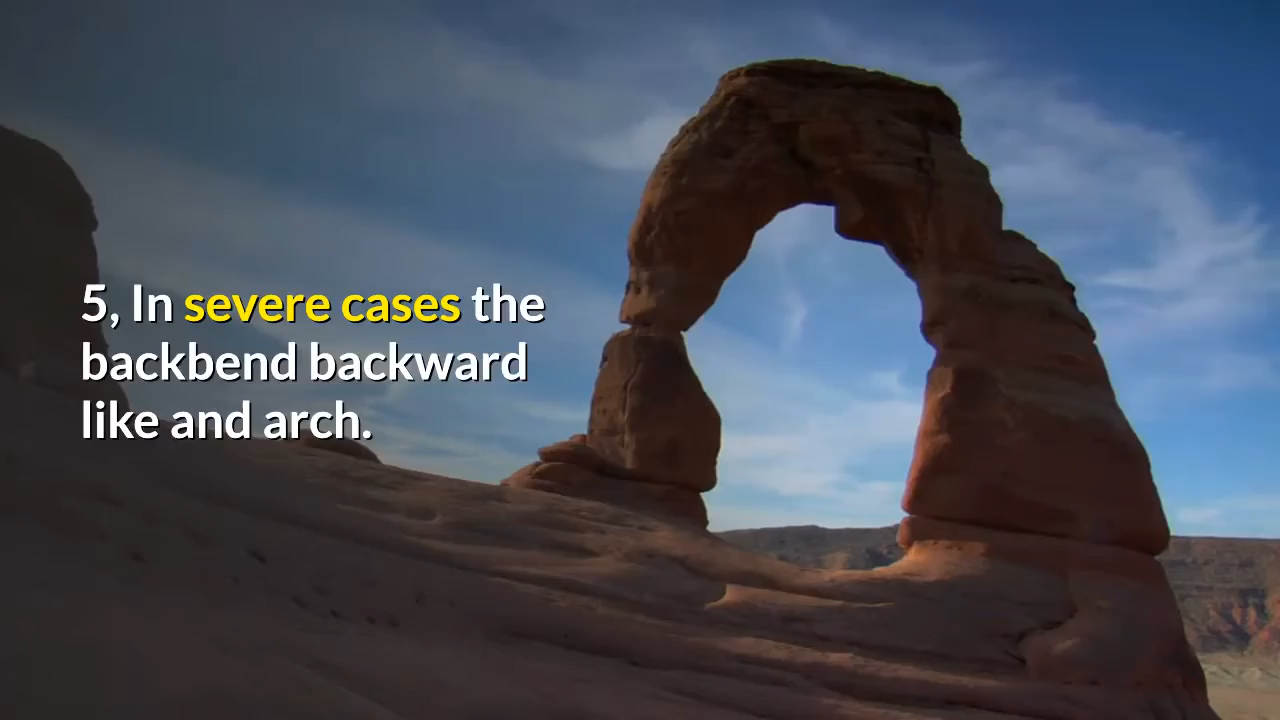 5, In severe cases the
backbend backward
like and arch.